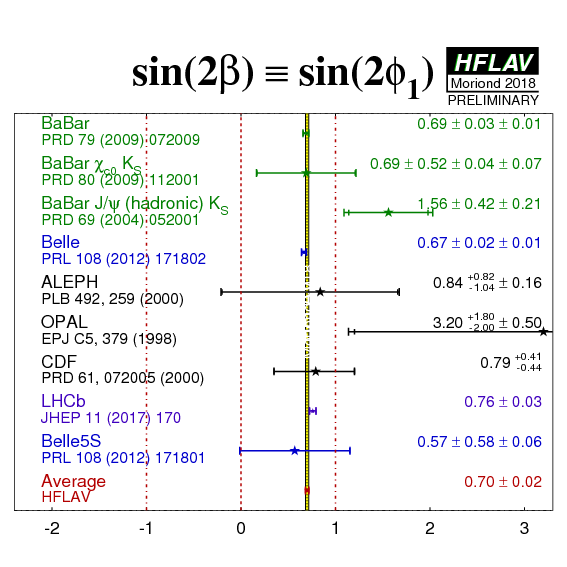 sin(2β) ≡ sin(2ϕ₁)
HFLAV
Moriond 2018
PRELIMINARY
BaBar
PRD 79 (2009) 072009
0.69 ± 0.03 ± 0.01
BaBar χc0 KS
PRD 80 (2009) 112001
0.69 ± 0.52 ± 0.04 ± 0.07
BaBar J/ψ (hadronic) KS
PRD 69 (2004) 052001
1.56 ± 0.42 ± 0.21
Belle
PRL 108 (2012) 171802
0.67 ± 0.02 ± 0.01
ALEPH
PLB 492, 259 (2000)
0.84 +0.82 -1.04 ± 0.16
OPAL
EPJ C5, 379 (1998)
3.20 +1.80 -2.00 ± 0.50
CDF
PRD 61, 072005 (2000)
0.79 +0.41 -0.44
LHCb
JHEP 11 (2017) 170
0.76 ± 0.03
Belle5S
PRL 108 (2012) 171801
0.57 ± 0.58 ± 0.06
Average
HFLAV
0.70 ± 0.02
-2 -1 0 1 2 3